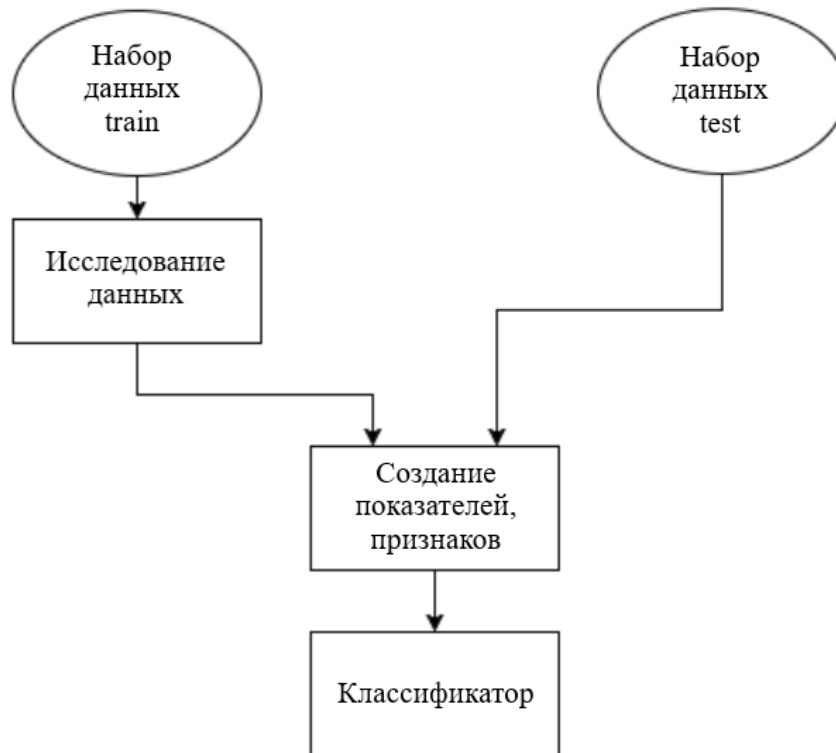 Набор
данных
train
Набор
данных
test
Исследование
данных
Создание
показателей,
признаков
Классификатор